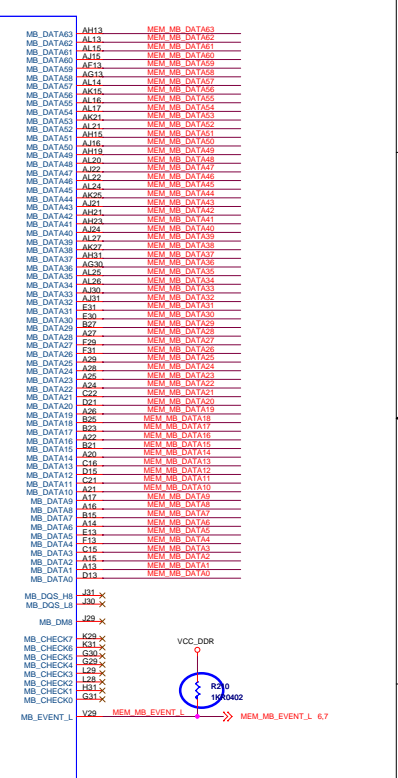 MB_DATA63 AH13 MEM_MB_DATA63
MB_DATA62 AL13 MEM_MB_DATA62
MB_DATA61 AL15 MEM_MB_DATA61
MB_DATA60 AJ15 MEM_MB_DATA60
MB_DATA59 AF13 MEM_MB_DATA59
MB_DATA58 AG13 MEM_MB_DATA58
MB_DATA57 AL14 MEM_MB_DATA57
MB_DATA56 AK15 MEM_MB_DATA56
MB_DATA55 AL16 MEM_MB_DATA55
MB_DATA54 AL17 MEM_MB_DATA54
MB_DATA53 AK21 MEM_MB_DATA53
MB_DATA52 AL21 MEM_MB_DATA52
MB_DATA51 AH15 MEM_MB_DATA51
MB_DATA50 AJ16 MEM_MB_DATA50
MB_DATA49 AH19 MEM_MB_DATA49
MB_DATA48 AL20 MEM_MB_DATA48
MB_DATA47 AJ22 MEM_MB_DATA47
MB_DATA46 AL22 MEM_MB_DATA46
MB_DATA45 AL24 MEM_MB_DATA45
MB_DATA44 AK25 MEM_MB_DATA44
MB_DATA43 AJ21 MEM_MB_DATA43
MB_DATA42 AH21 MEM_MB_DATA42
MB_DATA41 AH23 MEM_MB_DATA41
MB_DATA40 AJ24 MEM_MB_DATA40
MB_DATA39 AL27 MEM_MB_DATA39
MB_DATA38 AK27 MEM_MB_DATA38
MB_DATA37 AH31 MEM_MB_DATA37
MB_DATA36 AG30 MEM_MB_DATA36
MB_DATA35 AL25 MEM_MB_DATA35
MB_DATA34 AL26 MEM_MB_DATA34
MB_DATA33 AJ30 MEM_MB_DATA33
MB_DATA32 AJ31 MEM_MB_DATA32
MB_DATA31 E31 MEM_MB_DATA31
MB_DATA30 E30 MEM_MB_DATA30
MB_DATA29 B27 MEM_MB_DATA29
MB_DATA28 A27 MEM_MB_DATA28
MB_DATA27 F29 MEM_MB_DATA27
MB_DATA26 F31 MEM_MB_DATA26
MB_DATA25 A29 MEM_MB_DATA25
MB_DATA24 A28 MEM_MB_DATA24
MB_DATA23 A25 MEM_MB_DATA23
MB_DATA22 A24 MEM_MB_DATA22
MB_DATA21 C22 MEM_MB_DATA21
MB_DATA20 D21 MEM_MB_DATA20
MB_DATA19 A26 MEM_MB_DATA19
MB_DATA18 B25 MEM_MB_DATA18
MB_DATA17 B23 MEM_MB_DATA17
MB_DATA16 A22 MEM_MB_DATA16
MB_DATA15 B21 MEM_MB_DATA15
MB_DATA14 A20 MEM_MB_DATA14
MB_DATA13 C16 MEM_MB_DATA13
MB_DATA12 D15 MEM_MB_DATA12
MB_DATA11 C21 MEM_MB_DATA11
MB_DATA10 A21 MEM_MB_DATA10
MB_DATA9 A17 MEM_MB_DATA9
MB_DATA8 A16 MEM_MB_DATA8
MB_DATA7 B15 MEM_MB_DATA7
MB_DATA6 A14 MEM_MB_DATA6
MB_DATA5 E13 MEM_MB_DATA5
MB_DATA4 F13 MEM_MB_DATA4
MB_DATA3 C15 MEM_MB_DATA3
MB_DATA2 A15 MEM_MB_DATA2
MB_DATA1 A13 MEM_MB_DATA1
MB_DATA0 D13 MEM_MB_DATA0
MB_DQS_H8 J31
MB_DQS_L8 J30
MB_DM8 J29
MB_CHECK7 K29
MB_CHECK6 K31
MB_CHECK5 G30
MB_CHECK4 G29
MB_CHECK3 L29
MB_CHECK2 L28
MB_CHECK1 H31
MB_CHECK0 G31
VCC_DDR
R210
1KR0402
MB_EVENT_L V29 MEM_MB_EVENT_L MEM_MB_EVENT_L 6,7